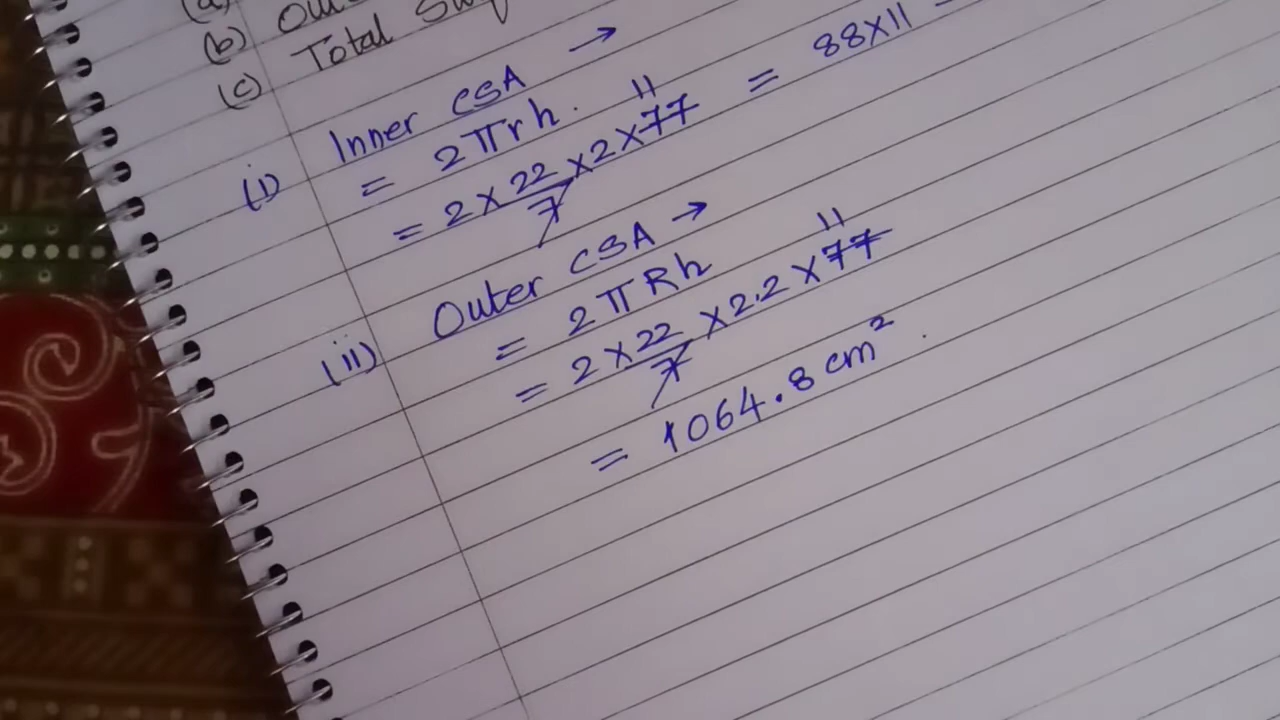 (a)
(b)
(c) Total
(i) Inner CSA →
= 2πrh.
= 2 × 22/7 × 2 × 77 11 = 88×11 =
(ii) Outer CSA →
= 2πRh
= 2 × 22/7 × 2.2 × 77 11
= 1064.8 cm².